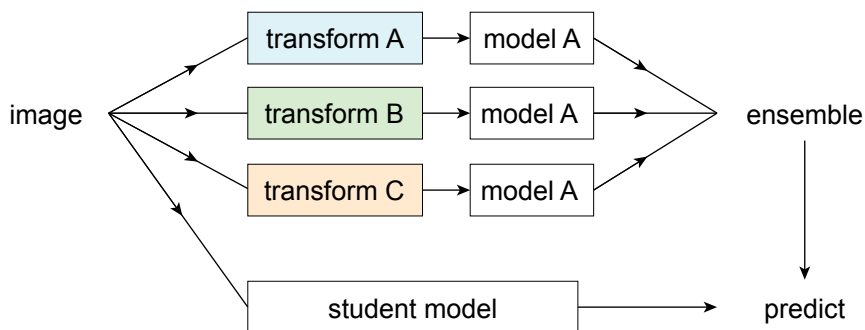 transform A
model A
image
transform B
model A
ensemble
transform C
model A
student model
predict